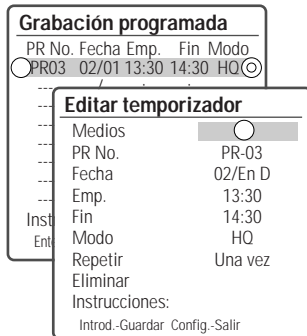 Grabación programada
PR No. Fecha Emp. Fin Modo
PR03 02/01 13:30 14:30 HQ
Editar temporizador
Medios
PR No. PR-03
Fecha 02/En D
Emp. 13:30
Fin 14:30
Modo HQ
Repetir Una vez
Eliminar
Instrucciones:
Introd.-Guardar Config.-Salir
Inst
Ent